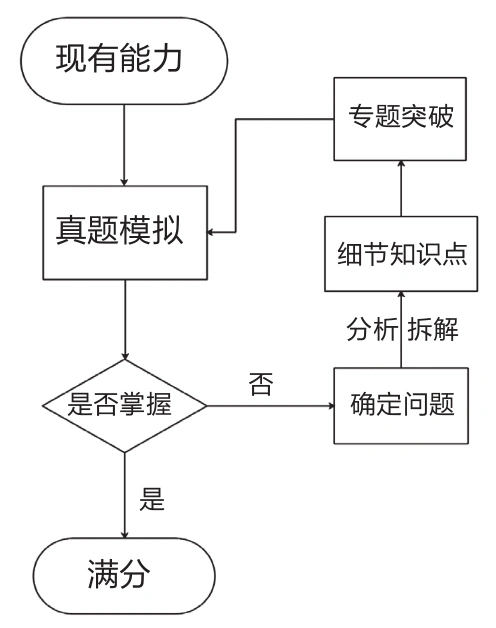 现有能力
专题突破
真题模拟
细节知识点
分析 拆解
否
是否掌握
确定问题
是
满分